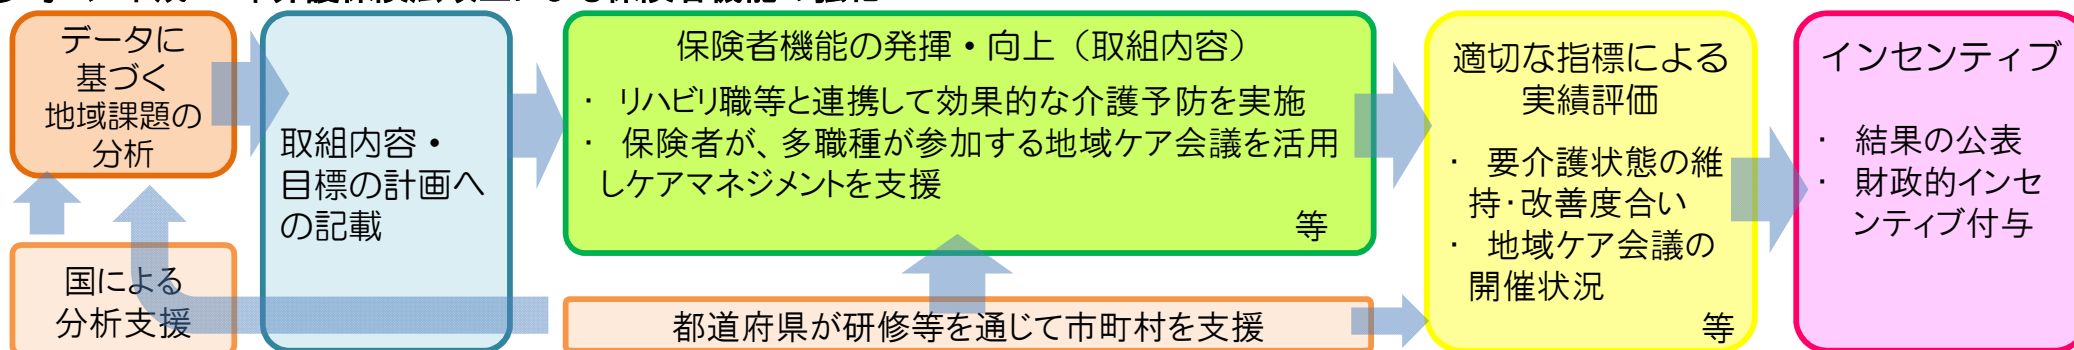 データに
基づく
地域課題の
分析
国による
分析支援
取組内容・
目標の計画へ
の記載
保険者機能の発揮・向上（取組内容）
・ リハビリ職等と連携して効果的な介護予防を実施
・ 保険者が、多職種が参加する地域ケア会議を活用
しケアマネジメントを支援
等
都道府県が研修等を通じて市町村を支援
適切な指標による
実績評価
・ 要介護状態の維
持・改善度合い
・ 地域ケア会議の
開催状況
等
インセンティブ
・ 結果の公表
・ 財政的インセ
ンティブ付与